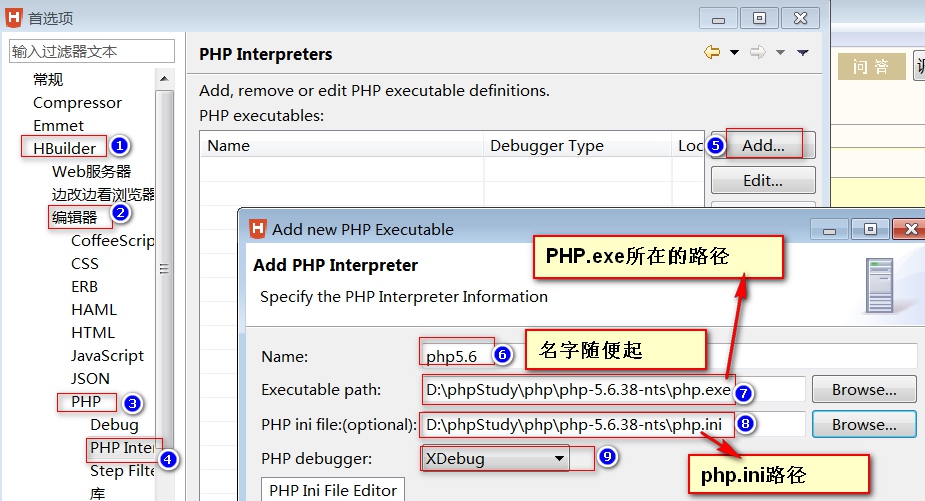 首选项
输入过滤器文本
常规
Compressor
Emmet
HBuilder
1
Web服务器
边改边看浏览器
编辑器
2
CoffeeScrip
CSS
ERB
HAML
HTML
JavaScript
JSON
PHP
3
Debug
PHP Inter
4
Step Filte
库
PHP Interpreters
Add, remove or edit PHP executable definitions.
PHP executables:
Name
Debugger Type
Loc
5
Add...
Edit...
问 答
Add new PHP Executable
Add PHP Interpreter
Specify the PHP Interpreter Information
PHP.exe所在的路径
Name:
php5.6
6
名字随便起
Executable path:
D:\phpStudy\php\php-5.6.38-nts\php.exe
7
Browse...
PHP ini file:(optional):
D:\phpStudy\php\php-5.6.38-nts\php.ini
8
Browse...
PHP debugger:
XDebug
9
php.ini路径
PHP Ini File Editor